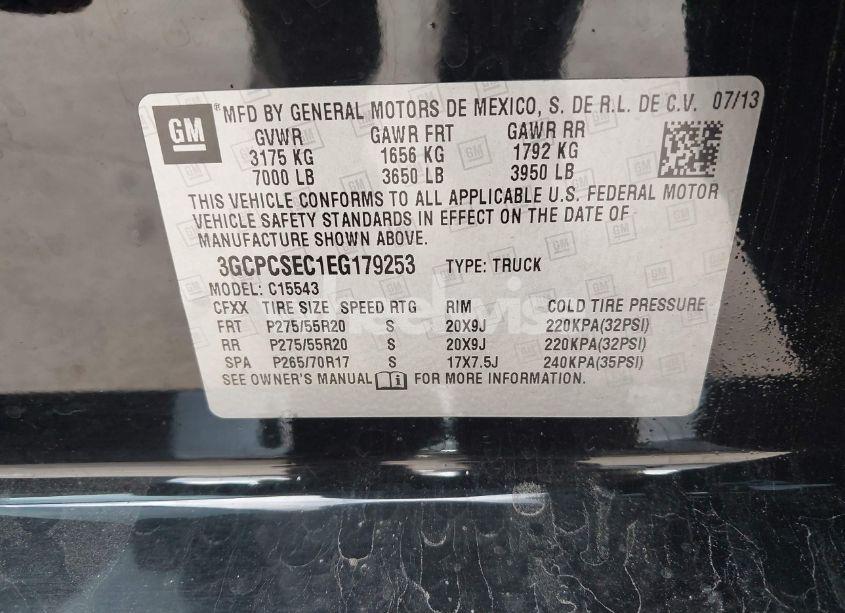 GM
® MFD BY GENERAL MOTORS DE MEXICO, S. DE R.L. DE C.V. 07/13
GVWR GAWR FRT GAWR RR
3175 KG 1656 KG 1792 KG
7000 LB 3650 LB 3950 LB
THIS VEHICLE CONFORMS TO ALL APPLICABLE U.S. FEDERAL MOTOR
VEHICLE SAFETY STANDARDS IN EFFECT ON THE DATE OF
MANUFACTURE SHOWN ABOVE.
3GCPCSEC1EG179253 TYPE: TRUCK
MODEL: C15543
CFXX TIRE SIZE SPEED RTG RIM COLD TIRE PRESSURE
FRT P275/55R20 S 20X9J 220KPA(32PSI)
RR P275/55R20 S 20X9J 220KPA(32PSI)
SPA P265/70R17 S 17X7.5J 240KPA(35PSI)
SEE OWNER'S MANUAL FOR MORE INFORMATION.